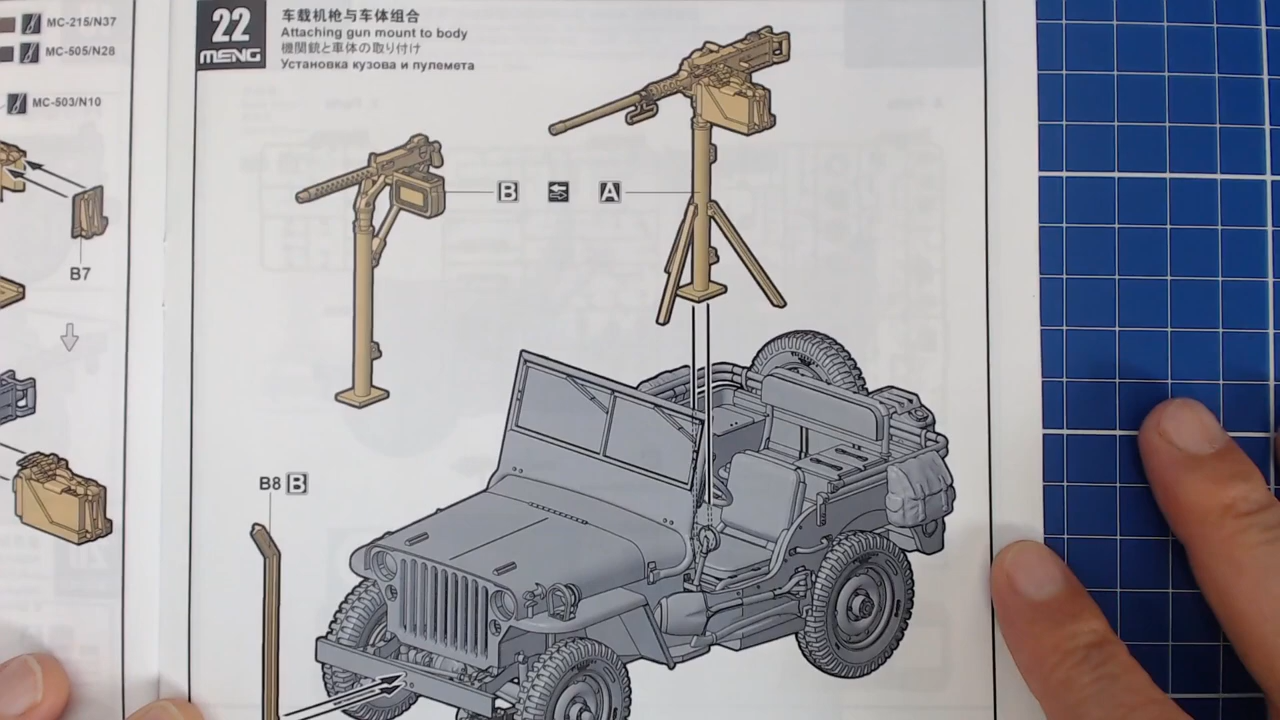 MC-215/N37
MC-505/N28
MC-503/N10
B7
22
MENG
车载机枪与车体组合
Attaching gun mount to body
機関銃と車体の取り付け
Установка кузова и пулемета
B
A
B8 B